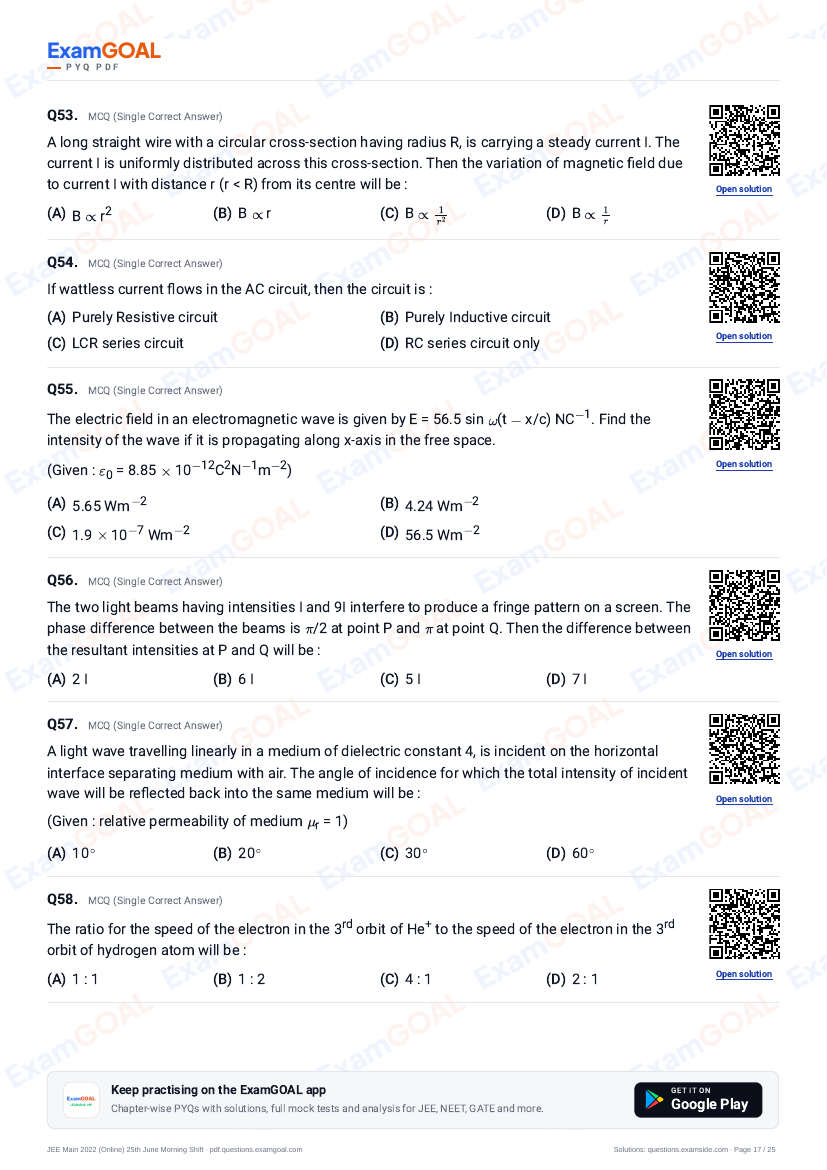 ExamGOAL
PYQ PDF
Q53. MCQ (Single Correct Answer)
A long straight wire with a circular cross-section having radius R, is carrying a steady current I. The
current I is uniformly distributed across this cross-section. Then the variation of magnetic field due
to current I with distance r (r < R) from its centre will be :
(A) B ∝ r² (B) B ∝ r (C) B ∝ 1/r² (D) B ∝ 1/r
Open solution
Q54. MCQ (Single Correct Answer)
If wattless current flows in the AC circuit, then the circuit is :
(A) Purely Resistive circuit (B) Purely Inductive circuit
(C) LCR series circuit (D) RC series circuit only
Open solution
Q55. MCQ (Single Correct Answer)
The electric field in an electromagnetic wave is given by E = 56.5 sin ω(t − x/c) NC⁻¹. Find the
intensity of the wave if it is propagating along x-axis in the free space.
(Given : ε₀ = 8.85 × 10⁻¹²C²N⁻¹m⁻²)
(A) 5.65 Wm⁻² (B) 4.24 Wm⁻²
(C) 1.9 × 10⁻⁷ Wm⁻² (D) 56.5 Wm⁻²
Open solution
Q56. MCQ (Single Correct Answer)
The two light beams having intensities I and 9I interfere to produce a fringe pattern on a screen. The
phase difference between the beams is π/2 at point P and π at point Q. Then the difference between
the resultant intensities at P and Q will be :
(A) 2 I (B) 6 I (C) 5 I (D) 7 I
Open solution
Q57. MCQ (Single Correct Answer)
A light wave travelling linearly in a medium of dielectric constant 4, is incident on the horizontal
interface separating medium with air. The angle of incidence for which the total intensity of incident
wave will be reflected back into the same medium will be :
(Given : relative permeability of medium μᵣ = 1)
(A) 10° (B) 20° (C) 30° (D) 60°
Open solution
Q58. MCQ (Single Correct Answer)
The ratio for the speed of the electron in the 3ʳᵈ orbit of He⁺ to the speed of the electron in the 3ʳᵈ
orbit of hydrogen atom will be :
(A) 1 : 1 (B) 1 : 2 (C) 4 : 1 (D) 2 : 1
Open solution
ExamGOAL
Keep practising on the ExamGOAL app
Chapter-wise PYQs with solutions, full mock tests and analysis for JEE, NEET, GATE and more.
GET IT ON
Google Play
JEE Main 2022 (Online) 25th June Morning Shift · pdf.questions.examgoal.com
Solutions: questions.examside.com · Page 17 / 25